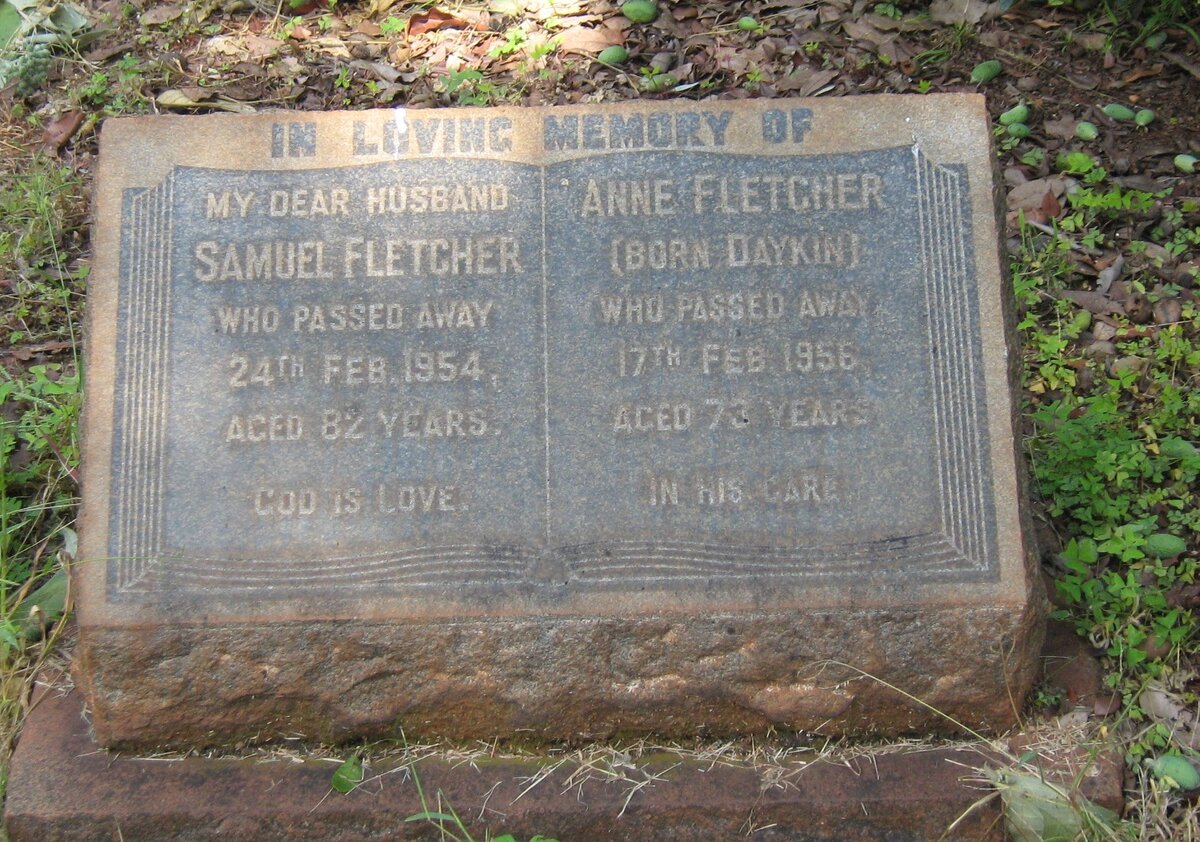 IN LOVING MEMORY OF
MY DEAR HUSBAND
SAMUEL FLETCHER
WHO PASSED AWAY
24TH FEB. 1954,
AGED 82 YEARS.
GOD IS LOVE.
ANNE FLETCHER
(BORN DAYKIN)
WHO PASSED AWAY
17TH FEB. 1956,
AGED 73 YEARS
IN HIS CARE.